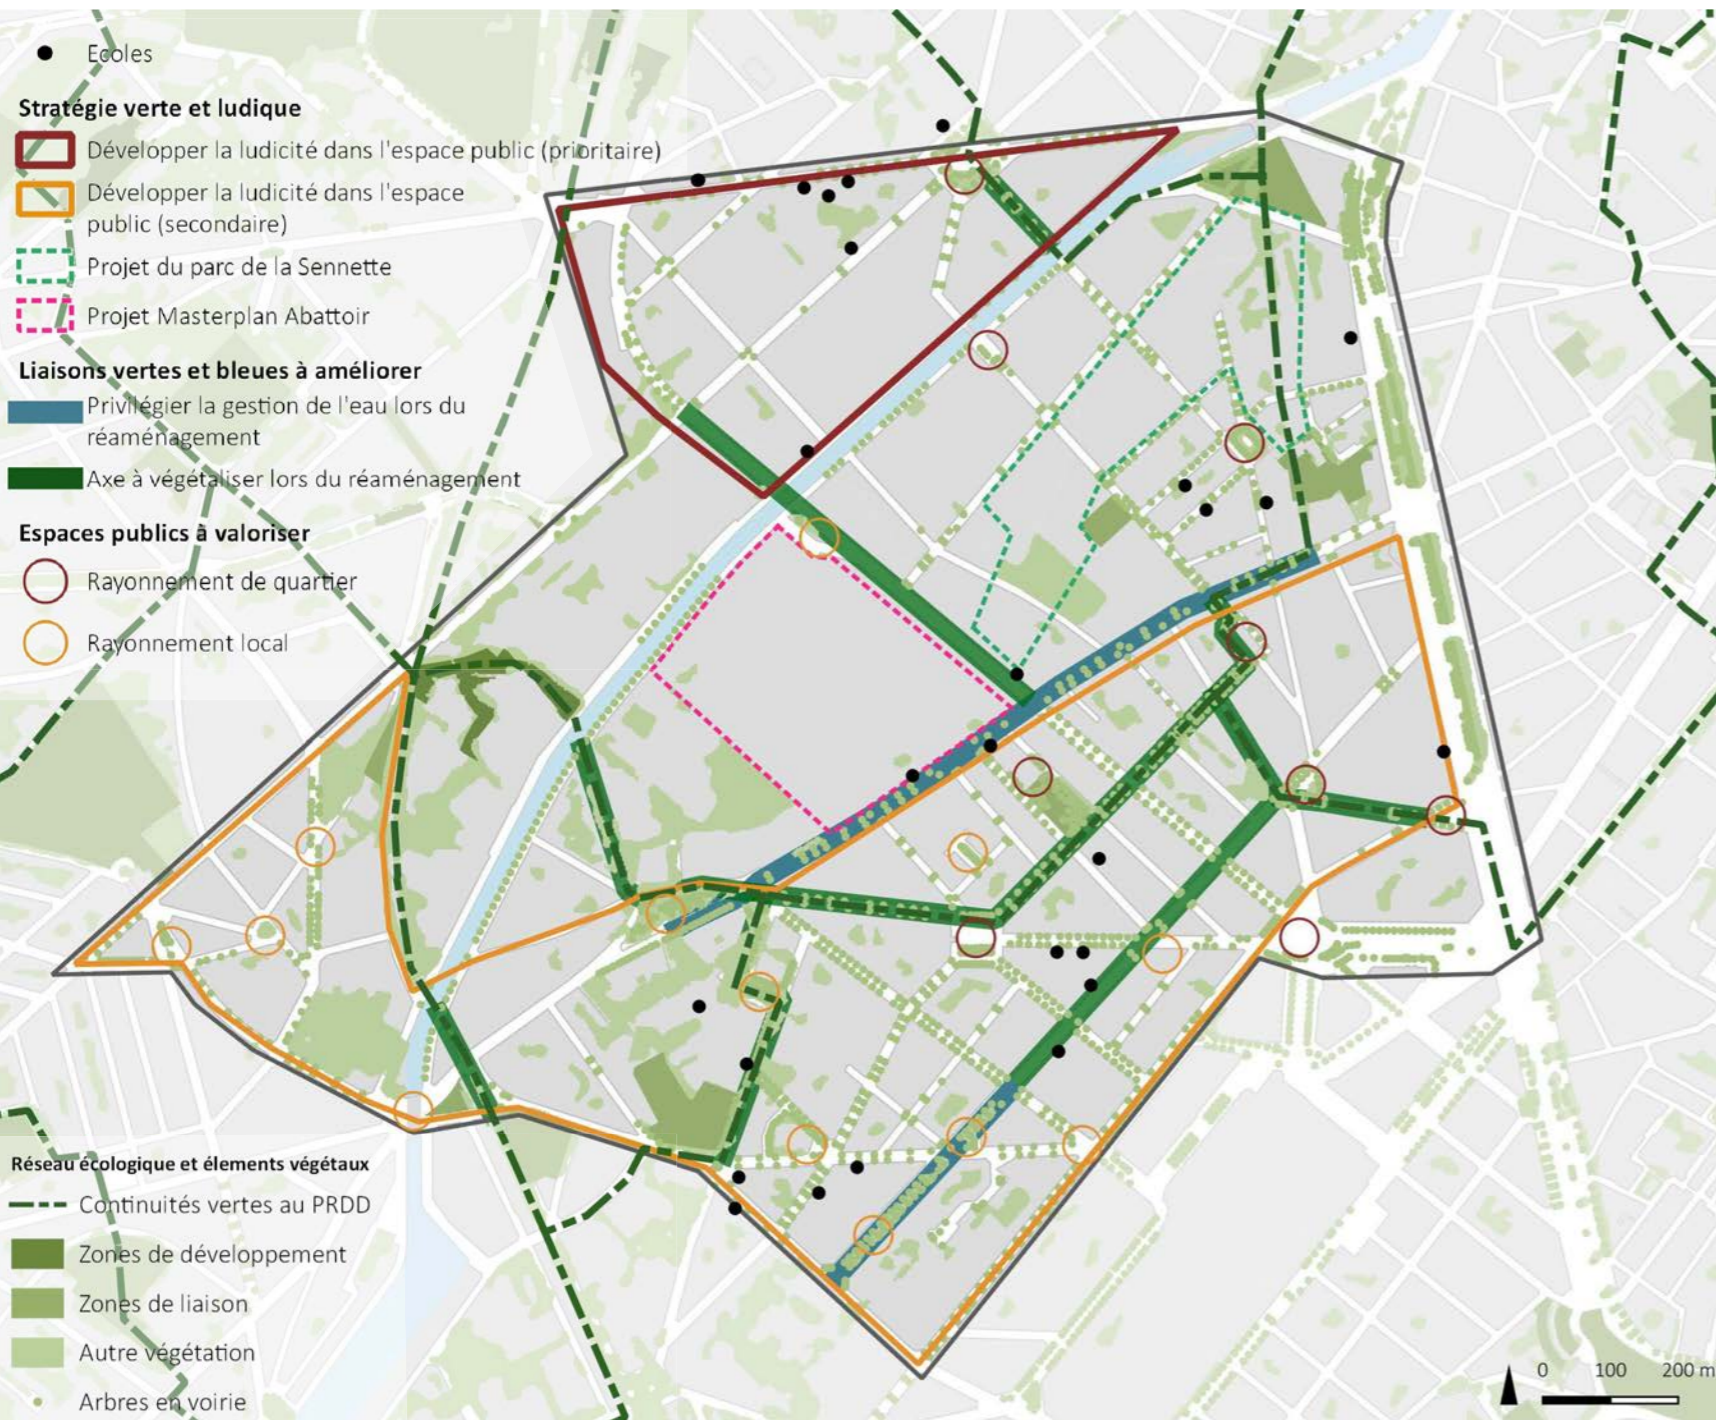 Ecoles
Stratégie verte et ludique
Développer la ludicité dans l'espace public (prioritaire)
Développer la ludicité dans l'espace
public (secondaire)
Projet du parc de la Sennette
Projet Masterplan Abattoir
Liaisons vertes et bleues à améliorer
Privilégier la gestion de l'eau lors du
réaménagement
Axe à végétaliser lors du réaménagement
Espaces publics à valoriser
Rayonnement de quartier
Rayonnement local
Réseau écologique et élements végétaux
Continuités vertes au PRDD
Zones de développement
Zones de liaison
Autre végétation
Arbres en voirie
0 100 200 m